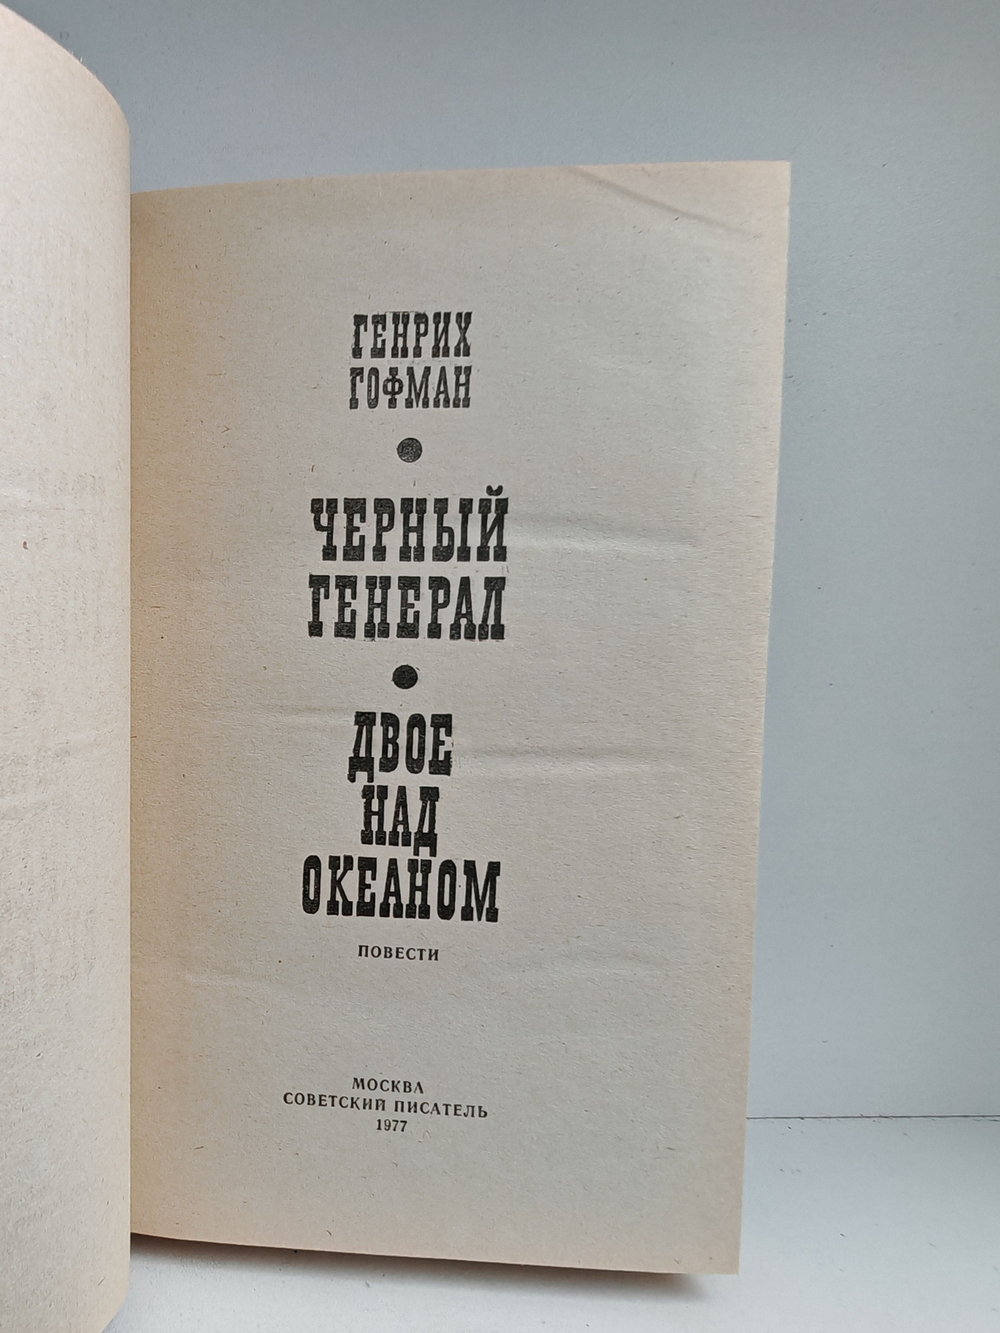 ГЕНРИХ
ГОФМАН
ЧЕРНЫЙ
ГЕНЕРАЛ
ДВОЕ
НАД
ОКЕАНОМ
ПОВЕСТИ
МОСКВА
СОВЕТСКИЙ ПИСАТЕЛЬ
1977